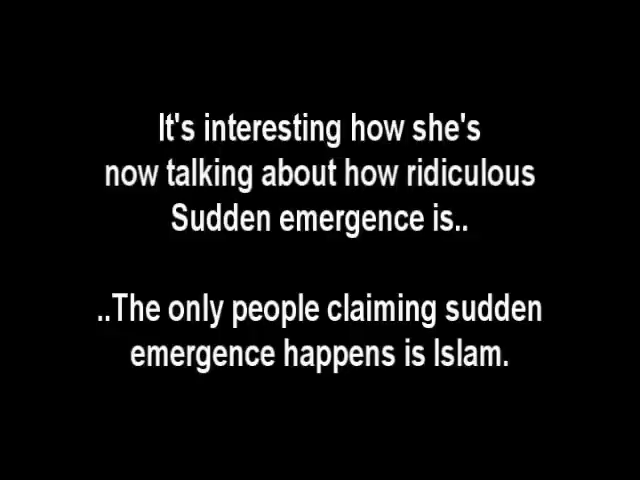 It's interesting how she's
now talking about how ridiculous
Sudden emergence is..
..The only people claiming sudden
emergence happens is Islam.